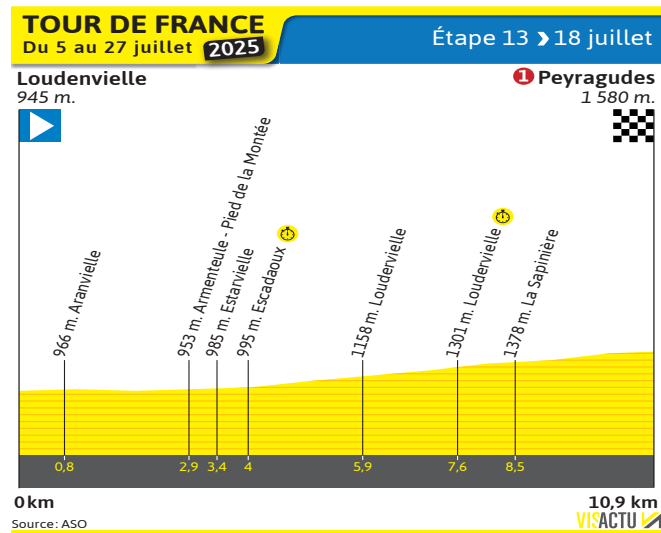 TOUR DE FRANCE
Du 5 au 27 juillet 2025
Étape 13 > 18 juillet
Loudenvielle
945 m.
1 Peyragudes
1 580 m.
966 m. Aranvielle
953 m. Armenteule - Pied de la Montée
985 m. Estarvielle
995 m. Escadaoux
1158 m. Loudervielle
1301 m. Loudervielle
1378 m. La Sapinière
0,8
2,9
3,4
4
5,9
7,6
8,5
0 km
10,9 km
Source: ASO
VISACTU